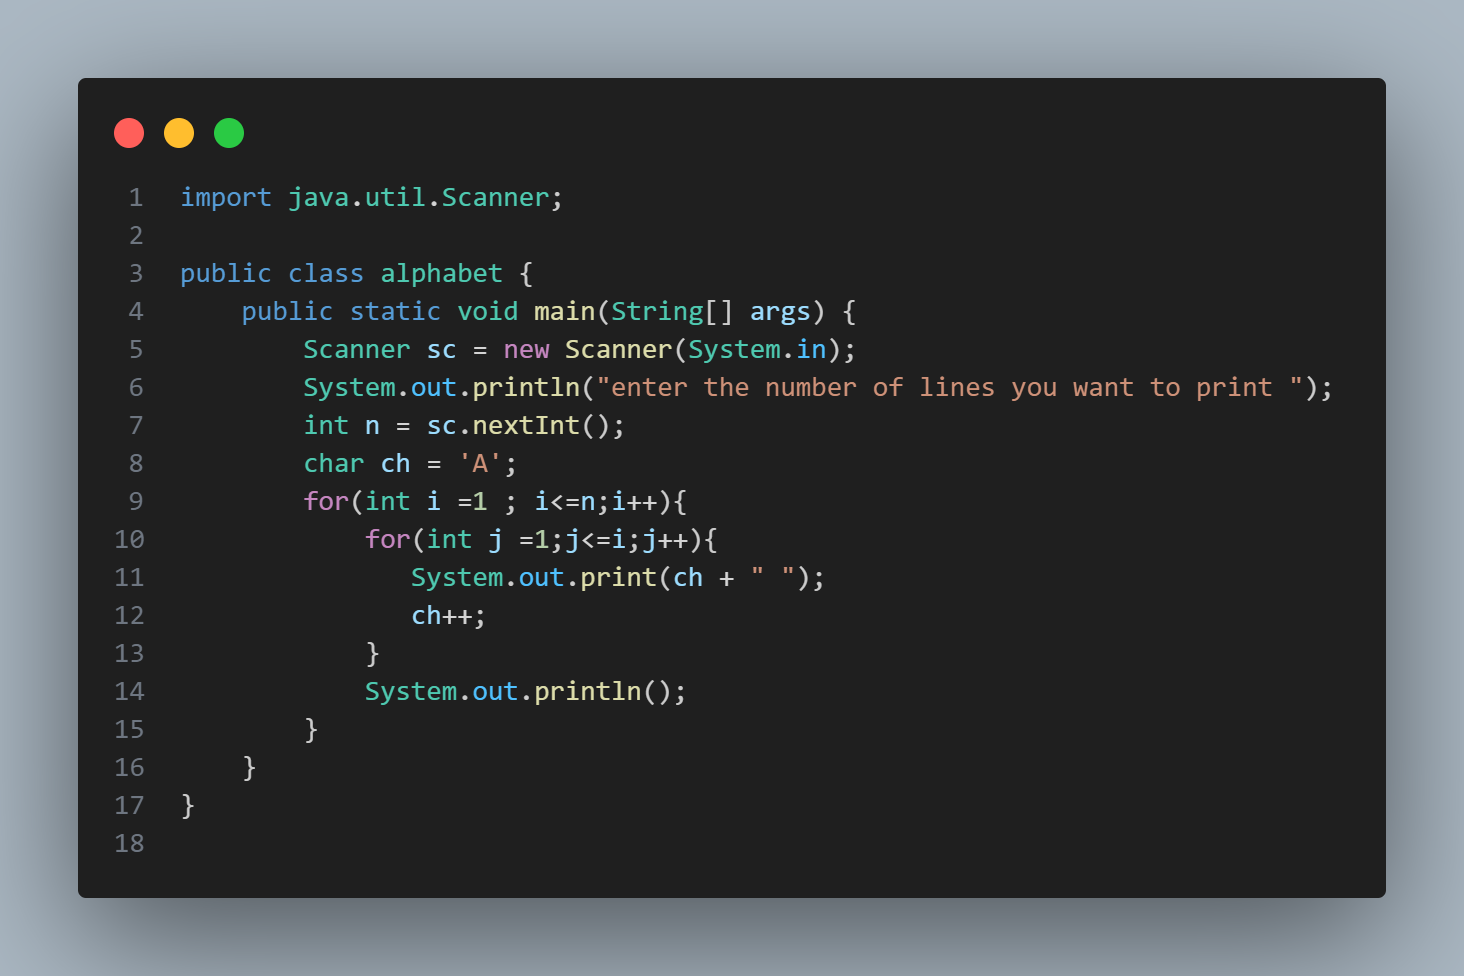 1 import java.util.Scanner;
2
3 public class alphabet {
4     public static void main(String[] args) {
5         Scanner sc = new Scanner(System.in);
6         System.out.println("enter the number of lines you want to print ");
7         int n = sc.nextInt();
8         char ch = 'A';
9         for(int i =1 ; i<=n;i++){
10             for(int j =1;j<=i;j++){
11                System.out.print(ch + " ");
12                ch++;
13             }
14             System.out.println();
15         }
16     }
17 }
18